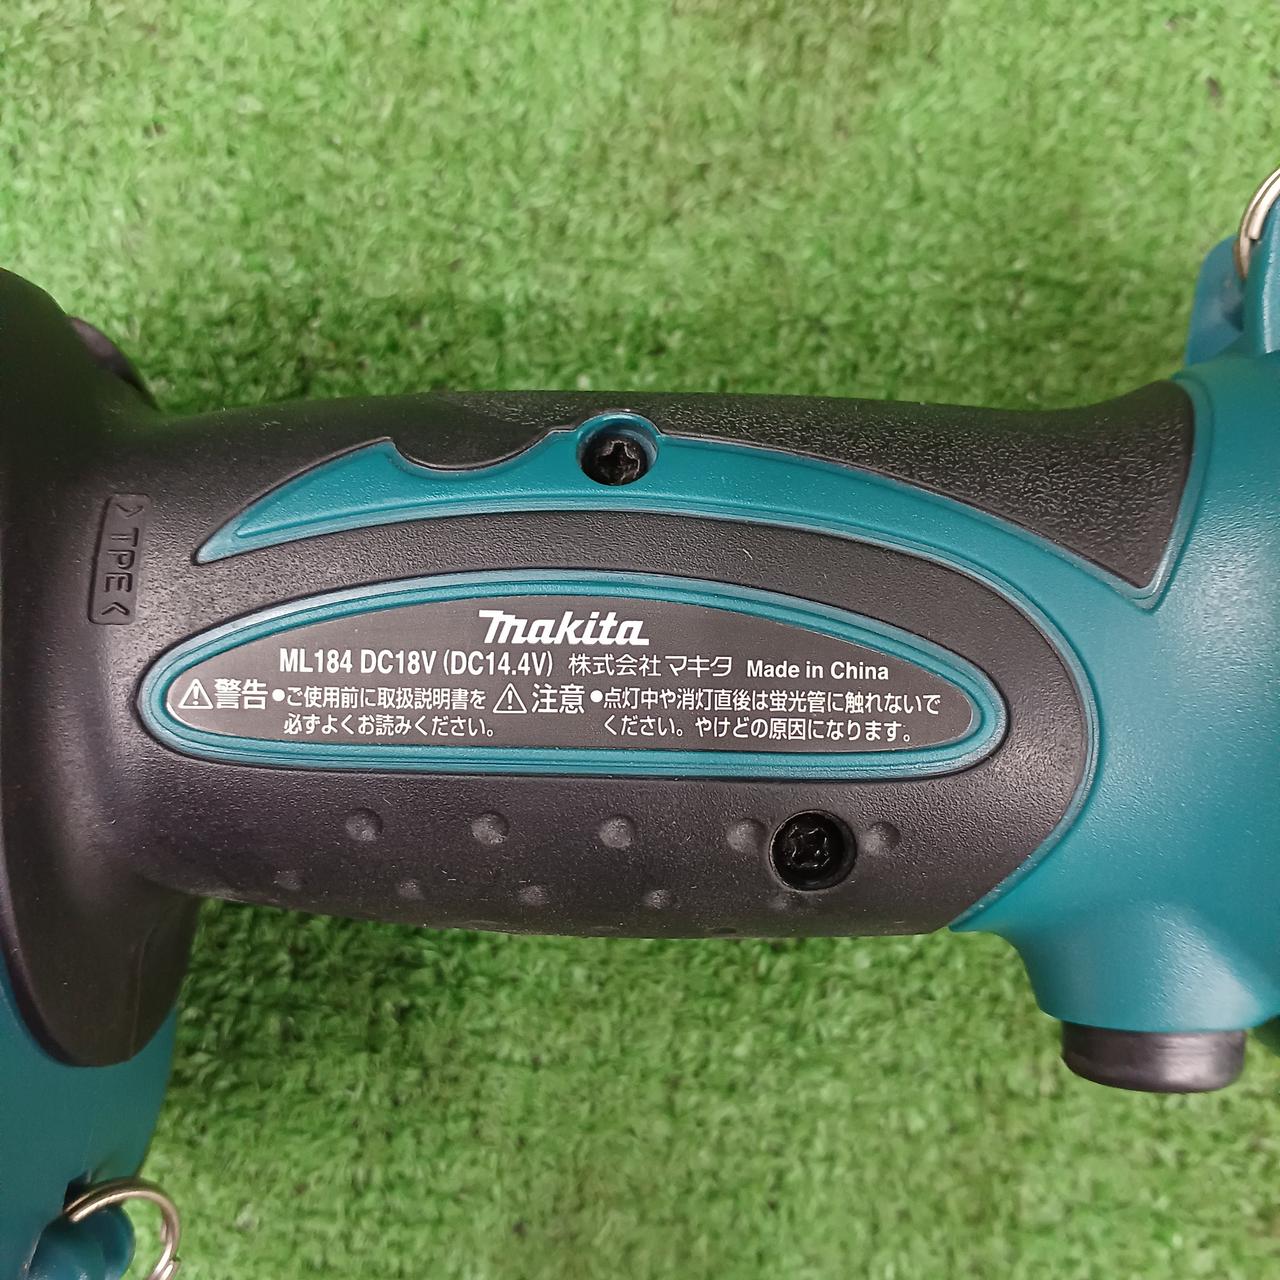 makita
ML184 DC18V (DC14.4V) 株式会社 マキタ Made in China
⚠警告 •ご使用前に取扱説明書を ⚠注意 •点灯中や消灯直後は蛍光管に触れないで
必ずよくお読みください。 ください。やけどの原因になります。
>TPE<